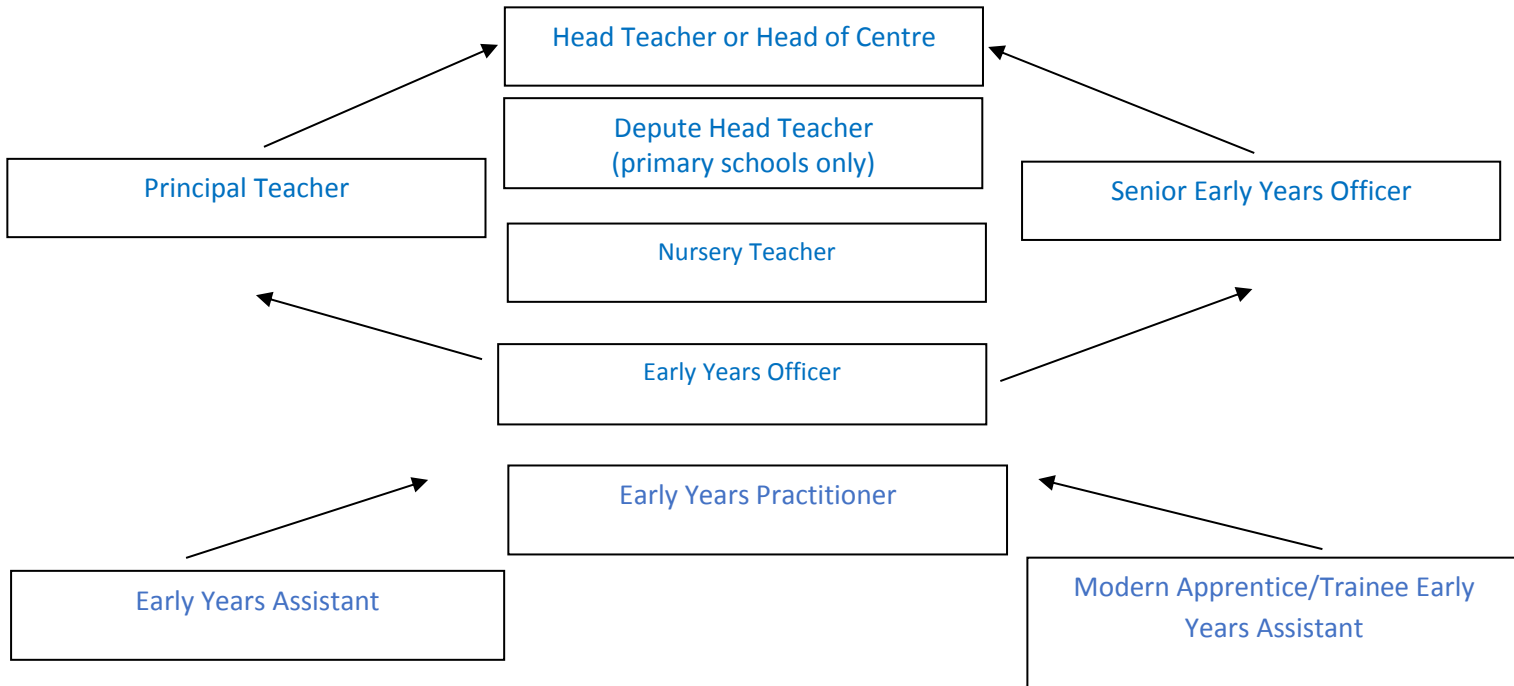 Head Teacher or Head of Centre
Depute Head Teacher
(primary schools only)
Principal Teacher
Senior Early Years Officer
Nursery Teacher
Early Years Officer
Early Years Practitioner
Early Years Assistant
Modern Apprentice/Trainee Early
Years Assistant